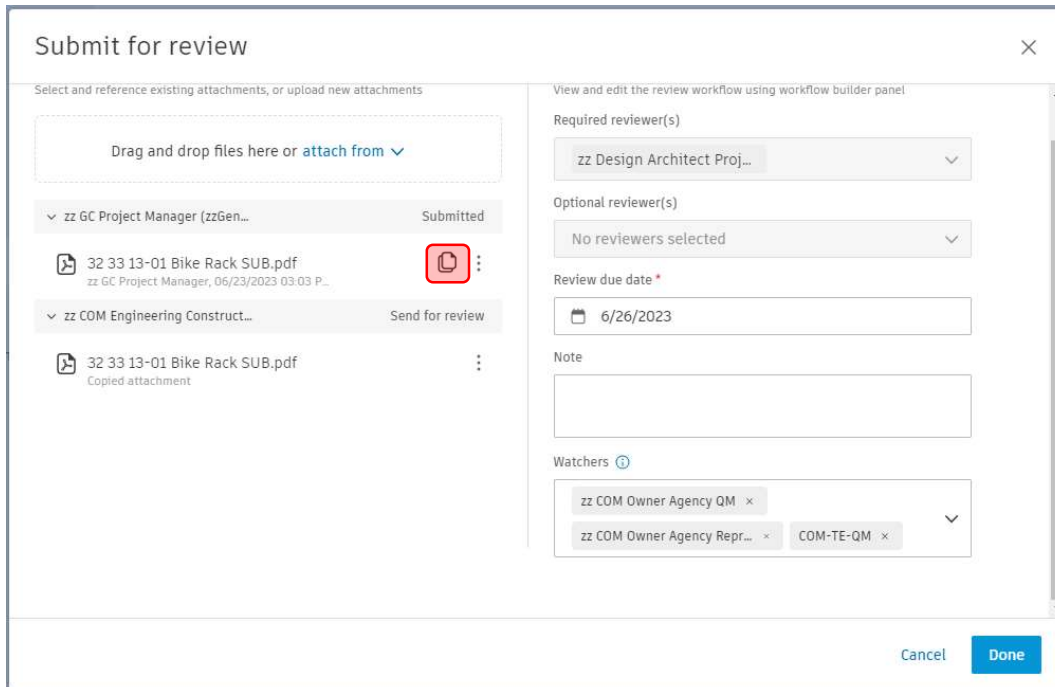 Submit for review
Select and reference existing attachments, or upload new attachments
Drag and drop files here or attach from
zz GC Project Manager (zzGen... Submitted
32 33 13-01 Bike Rack SUB.pdf
zz GC Project Manager, 06/23/2023 03:03 P...
zz COM Engineering Construct... Send for review
32 33 13-01 Bike Rack SUB.pdf
Copied attachment
View and edit the review workflow using workflow builder panel
Required reviewer(s)
zz Design Architect Proj...
Optional reviewer(s)
No reviewers selected
Review due date *
6/26/2023
Note
Watchers
zz COM Owner Agency QM ×
zz COM Owner Agency Repr... × COM-TE-QM ×
Cancel Done